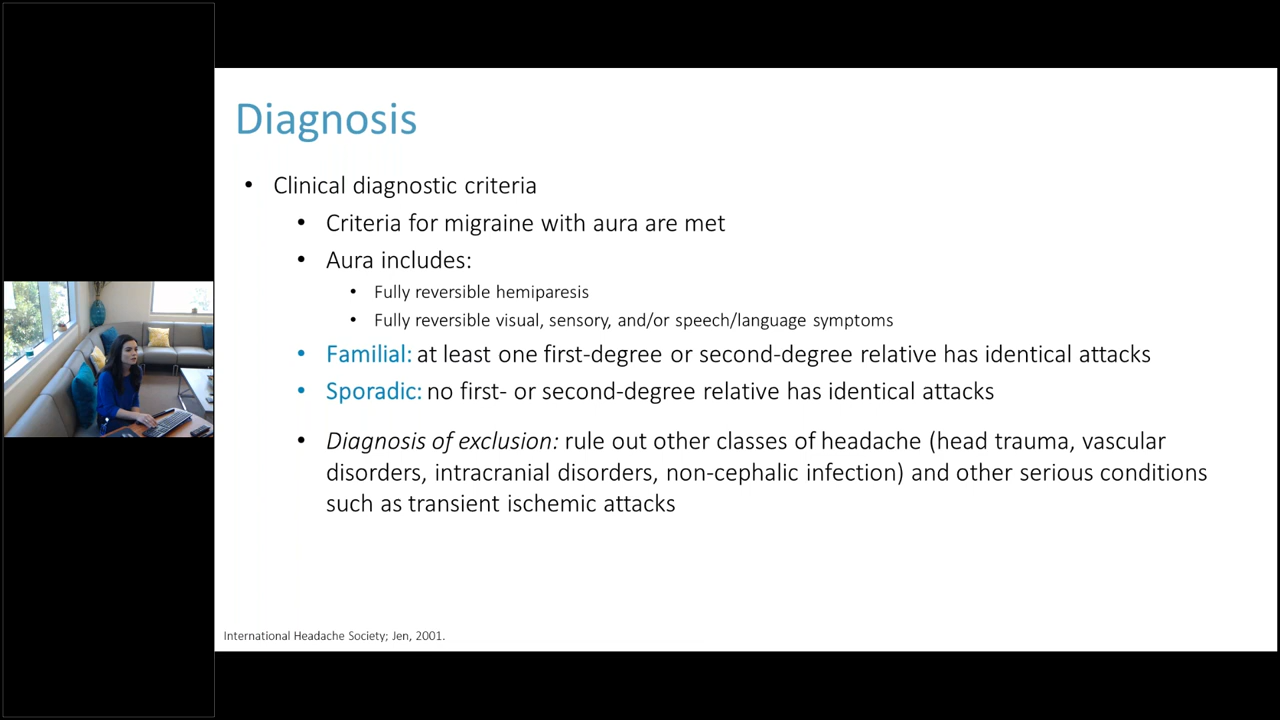 Diagnosis
• Clinical diagnostic criteria
• Criteria for migraine with aura are met
• Aura includes:
• Fully reversible hemiparesis
• Fully reversible visual, sensory, and/or speech/language symptoms
• Familial: at least one first-degree or second-degree relative has identical attacks
• Sporadic: no first- or second-degree relative has identical attacks
• Diagnosis of exclusion: rule out other classes of headache (head trauma, vascular
disorders, intracranial disorders, non-cephalic infection) and other serious conditions
such as transient ischemic attacks
International Headache Society; Jen, 2001.